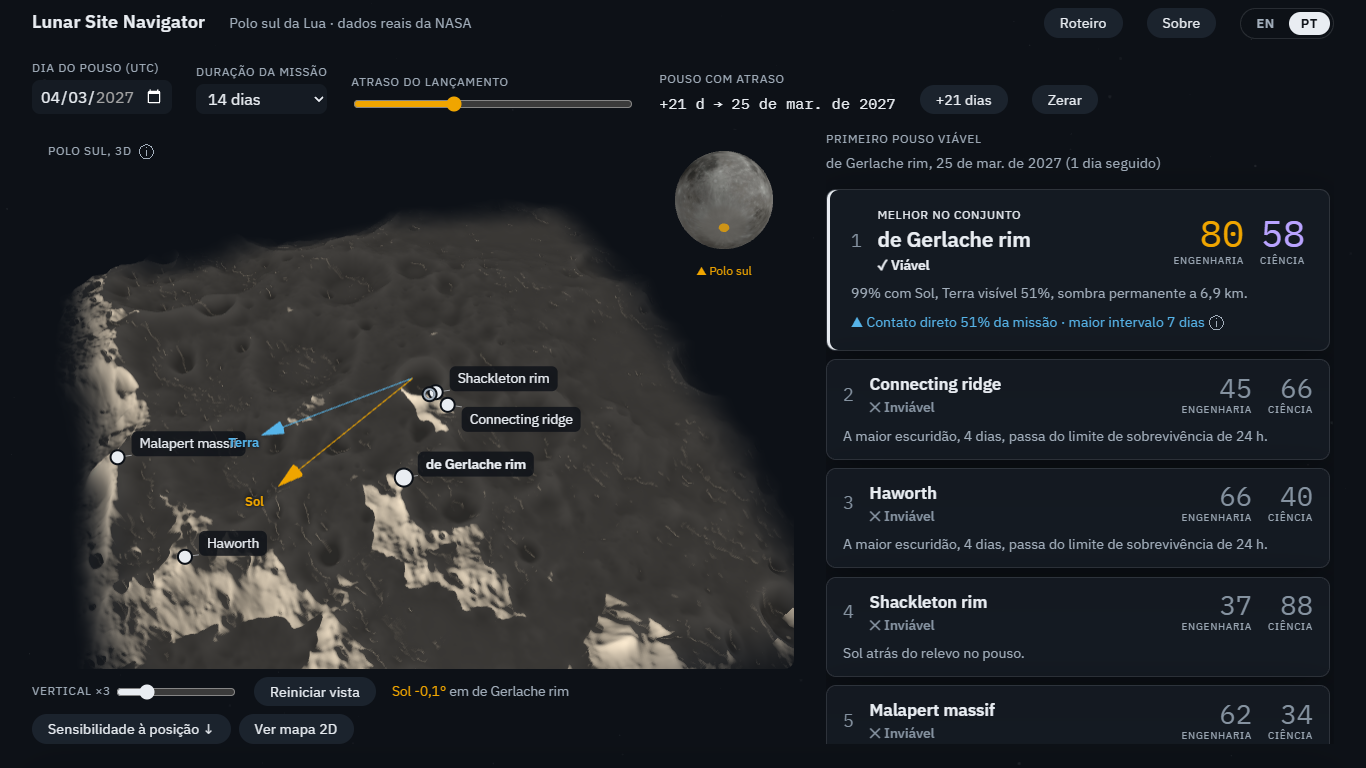 Lunar Site Navigator
Polo sul da Lua · dados reais da NASA
Roteiro
Sobre
EN
PT
DIA DO POUSO (UTC)
04/03/2027
DURAÇÃO DA MISSÃO
14 dias
ATRASO DO LANÇAMENTO
POUSO COM ATRASO
+21 d → 25 de mar. de 2027
+21 dias
Zerar
POLO SUL, 3D
▲ Polo sul
Shackleton rim
Connecting ridge
Malapert massif
Terra
de Gerlache rim
Sol
Haworth
VERTICAL ×3
Reiniciar vista
Sol -0,1° em de Gerlache rim
Sensibilidade à posição ↓
Ver mapa 2D
PRIMEIRO POUSO VIÁVEL
de Gerlache rim, 25 de mar. de 2027 (1 dia seguido)
MELHOR NO CONJUNTO
1
de Gerlache rim
✓ Viável
80
ENGENHARIA
58
CIÊNCIA
99% com Sol, Terra visível 51%, sombra permanente a 6,9 km.
▲ Contato direto 51% da missão · maior intervalo 7 dias
2
Connecting ridge
✕ Inviável
45
ENGENHARIA
66
CIÊNCIA
A maior escuridão, 4 dias, passa do limite de sobrevivência de 24 h.
3
Haworth
✕ Inviável
66
ENGENHARIA
40
CIÊNCIA
A maior escuridão, 4 dias, passa do limite de sobrevivência de 24 h.
4
Shackleton rim
✕ Inviável
37
ENGENHARIA
88
CIÊNCIA
Sol atrás do relevo no pouso.
5
Malapert massif
✕ Inviável
62
ENGENHARIA
34
CIÊNCIA